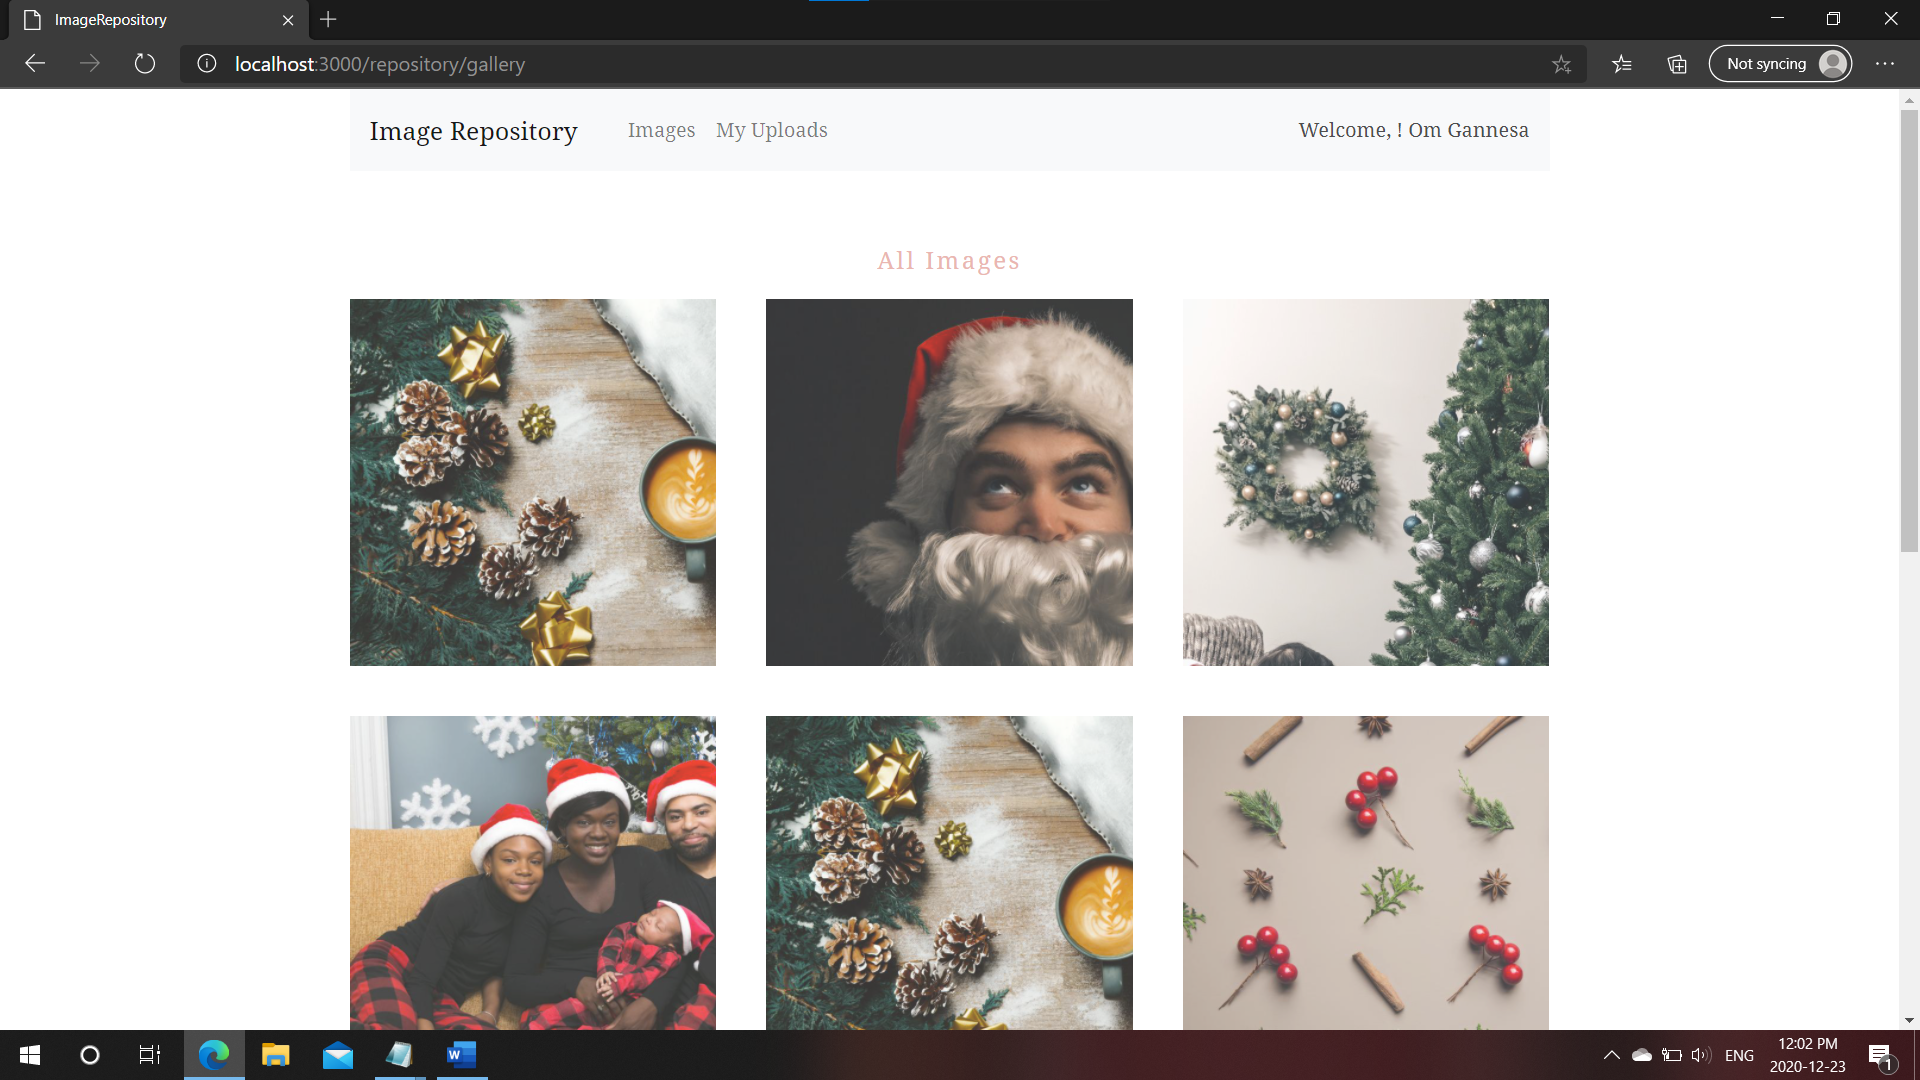 ImageRepository
localhost:3000/repository/gallery
Not syncing
Image Repository
Images
My Uploads
Welcome, ! Om Gannesa
All Images
W
ENG
12:02 PM
2020-12-23
1